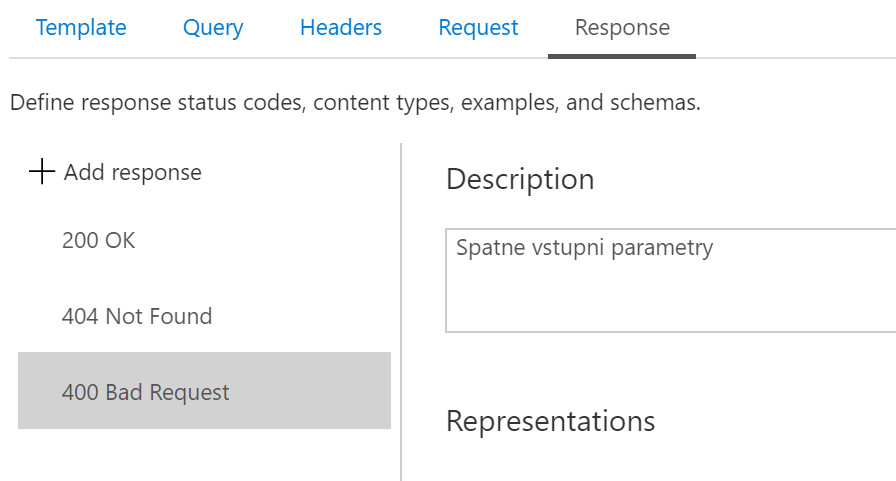 Template Query Headers Request Response
Define response status codes, content types, examples, and schemas.
Add response
200 OK
404 Not Found
400 Bad Request
Description
Spatne vstupni parametry
Representations